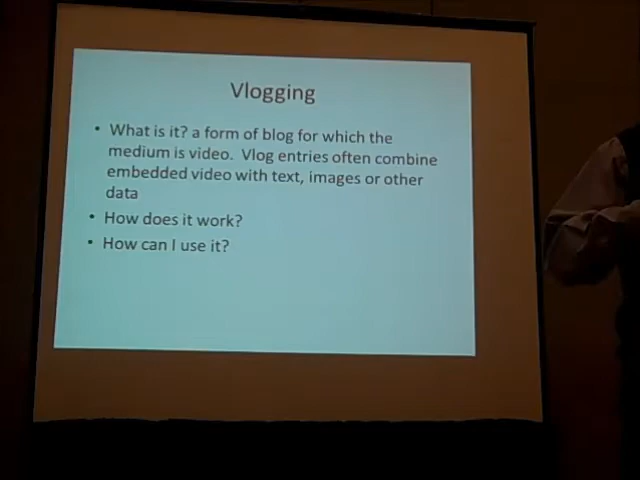 Vlogging
• What is it? a form of blog for which the
medium is video.  Vlog entries often combine
embedded video with text, images or other
data
• How does it work?
• How can I use it?